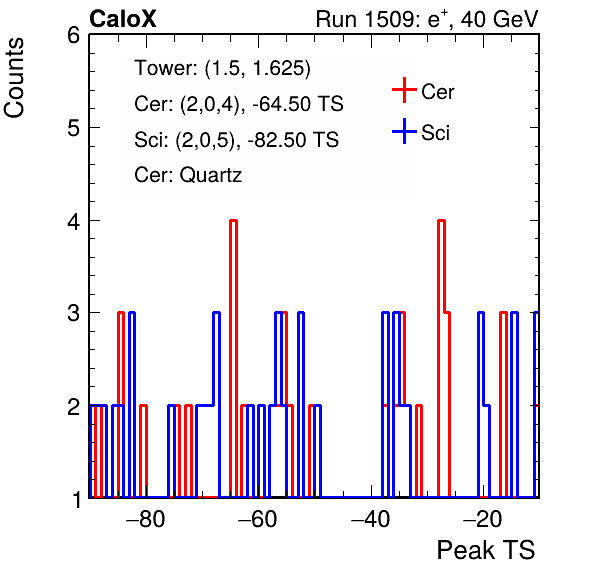 CaloX Run 1509: e+, 40 GeV
Counts
6
Tower: (1.5, 1.625)
Cer: (2,0,4), -64.50 TS
Sci: (2,0,5), -82.50 TS
Cer: Quartz
Cer
Sci
5
4
3
2
1
−80 −60 −40 −20
Peak TS